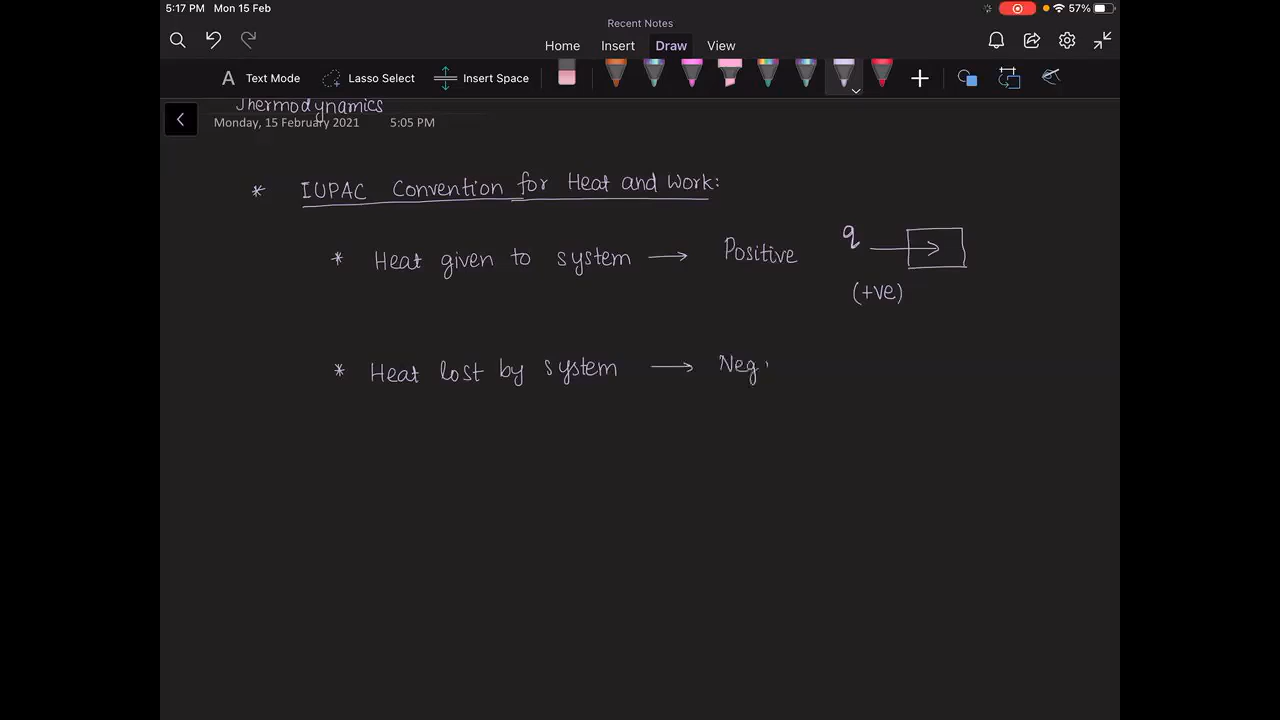 5:17 PM Mon 15 Feb
57%
Recent Notes
Home Insert Draw View
Text Mode Lasso Select Insert Space
Thermodynamics
Monday, 15 February 2021 5:05 PM
* IUPAC Convention for Heat and Work:
* Heat given to system → Positive q
(+ve)
* Heat lost by system → Neg